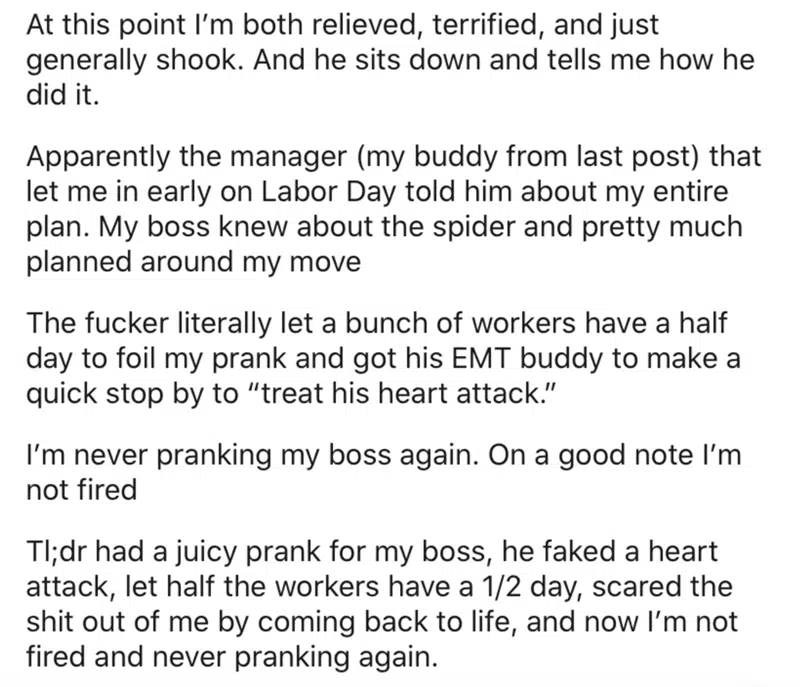 At this point I’m both relieved, terrified, and just
generally shook. And he sits down and tells me how he
did it.
Apparently the manager (my buddy from last post) that
let me in early on Labor Day told him about my entire
plan. My boss knew about the spider and pretty much
planned around my move
The fucker literally let a bunch of workers have a half
day to foil my prank and got his EMT buddy to make a
quick stop by to “treat his heart attack.”
I’m never pranking my boss again. On a good note I’m
not fired
Tl;dr had a juicy prank for my boss, he faked a heart
attack, let half the workers have a 1/2 day, scared the
shit out of me by coming back to life, and now I’m not
fired and never pranking again.